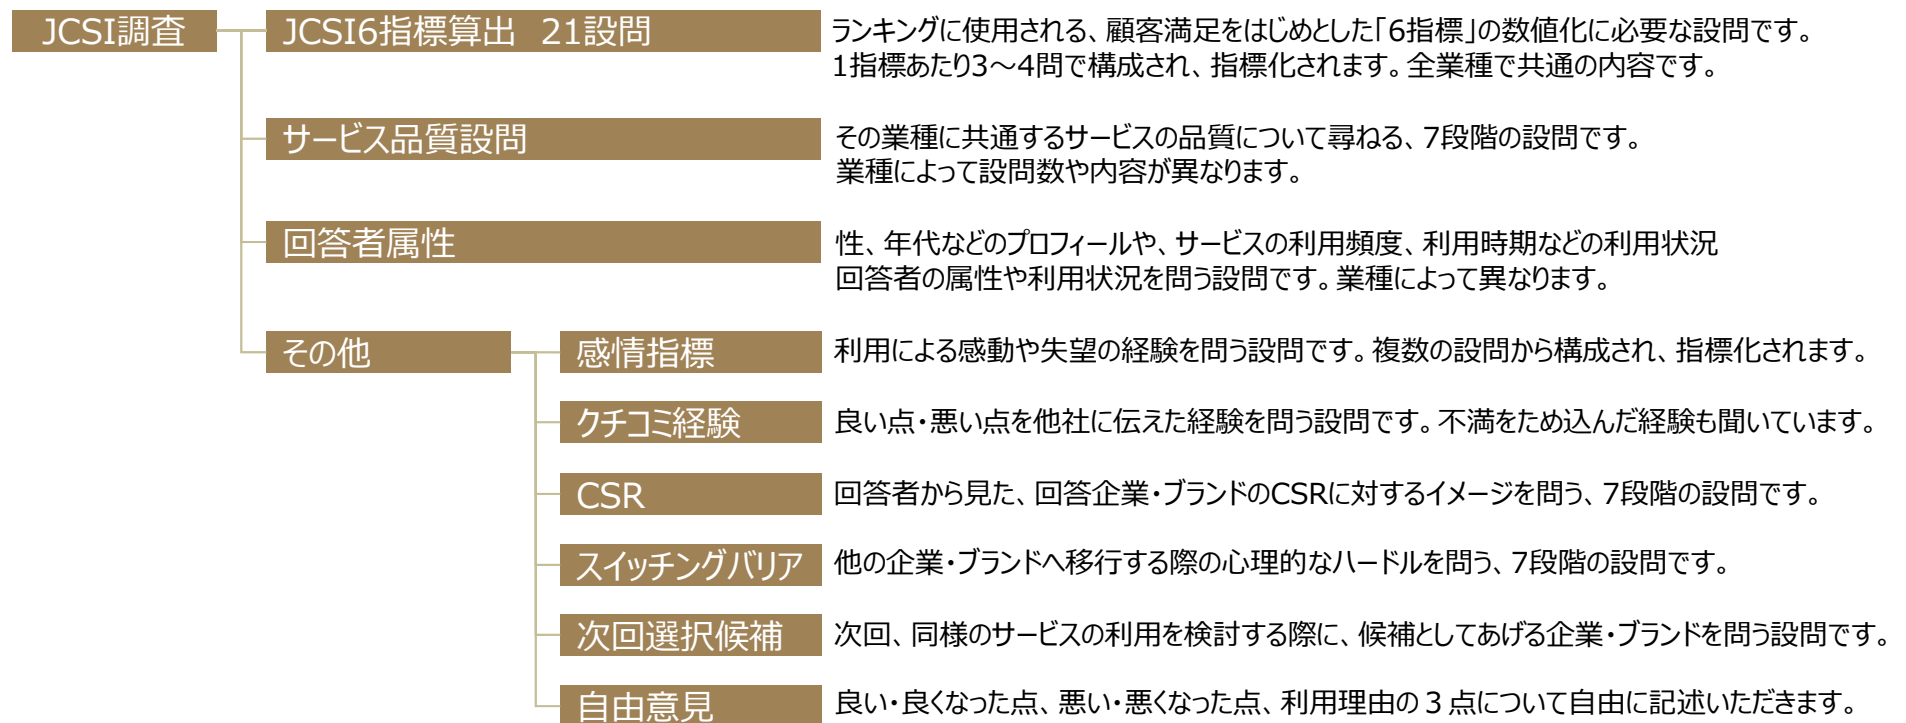 JCSI調査
JCSI6指標算出　21設問
ランキングに使用される、顧客満足をはじめとした「6指標」の数値化に必要な設問です。
1指標あたり3～4問で構成され、指標化されます。全業種で共通の内容です。
サービス品質設問
その業種に共通するサービスの品質について尋ねる、7段階の設問です。
業種によって設問数や内容が異なります。
回答者属性
性、年代などのプロフィールや、サービスの利用頻度、利用時期などの利用状況
回答者の属性や利用状況を問う設問です。業種によって異なります。
その他
感情指標
利用による感動や失望の経験を問う設問です。複数の設問から構成され、指標化されます。
クチコミ経験
良い点・悪い点を他社に伝えた経験を問う設問です。不満をため込んだ経験も聞いています。
CSR
回答者から見た、回答企業・ブランドのCSRに対するイメージを問う、7段階の設問です。
スイッチングバリア
他の企業・ブランドへ移行する際の心理的なハードルを問う、7段階の設問です。
次回選択候補
次回、同様のサービスの利用を検討する際に、候補としてあげる企業・ブランドを問う設問です。
自由意見
良い・良くなった点、悪い・悪くなった点、利用理由の３点について自由に記述いただきます。